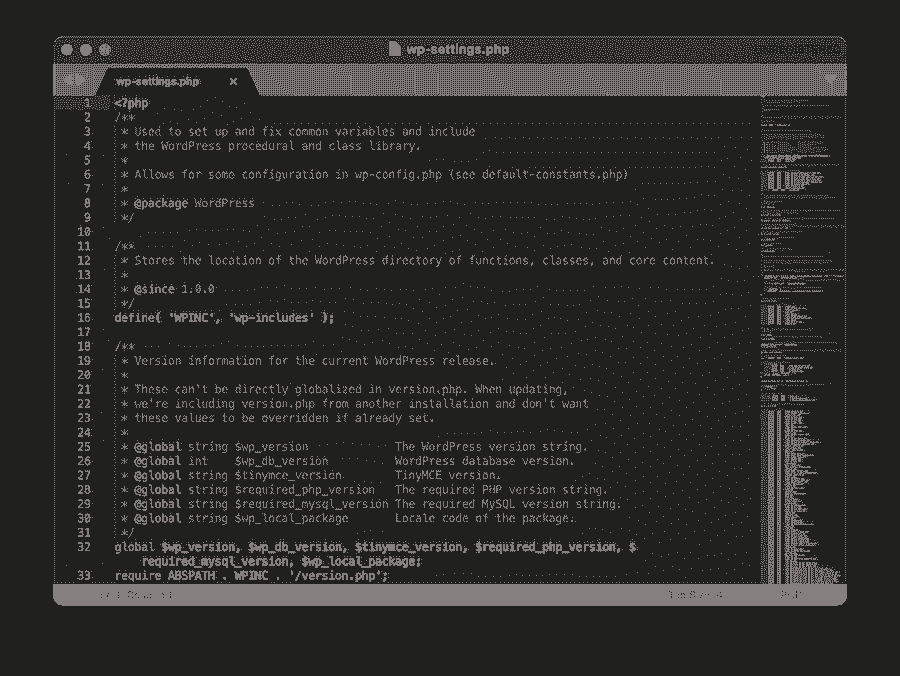 wp-settings.php
wp-settings.php ×
1 <?php
2 /**
3 * Used to set up and fix common variables and include
4 * the WordPress procedural and class library.
5 *
6 * Allows for some configuration in wp-config.php (see default-constants.php)
7 *
8 * @package WordPress
9 */
10
11 /**
12 * Stores the location of the WordPress directory of functions, classes, and core content.
13 *
14 * @since 1.0.0
15 */
16 define( 'WPINC', 'wp-includes' );
17
18 /**
19 * Version information for the current WordPress release.
20 *
21 * These can't be directly globalized in version.php. When updating,
22 * we're including version.php from another installation and don't want
23 * these values to be overridden if already set.
24 *
25 * @global string $wp_version The WordPress version string.
26 * @global int $wp_db_version WordPress database version.
27 * @global string $tinymce_version TinyMCE version.
28 * @global string $required_php_version The required PHP version string.
29 * @global string $required_mysql_version The required MySQL version string.
30 * @global string $wp_local_package Locale code of the package.
31 */
32 global $wp_version, $wp_db_version, $tinymce_version, $required_php_version, $
required_mysql_version, $wp_local_package;
33 require ABSPATH . WPINC . '/version.php';